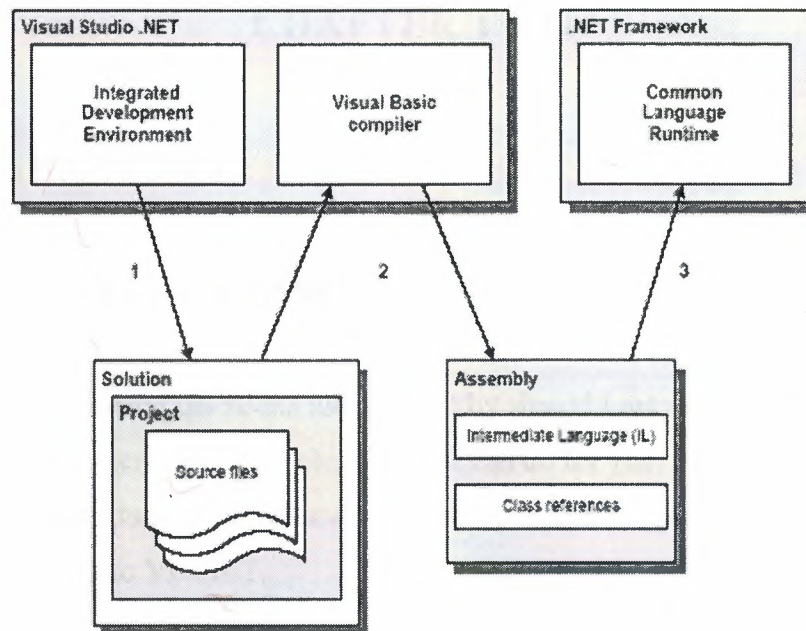 Visual Studio .NET
Integrated
Development
Environment
Visual Basic
compiler
.NET Framework
Common
Language
Runtime
1
2
3
Solution
Project
Source files
Assembly
Intermediate Language (IL)
Class references